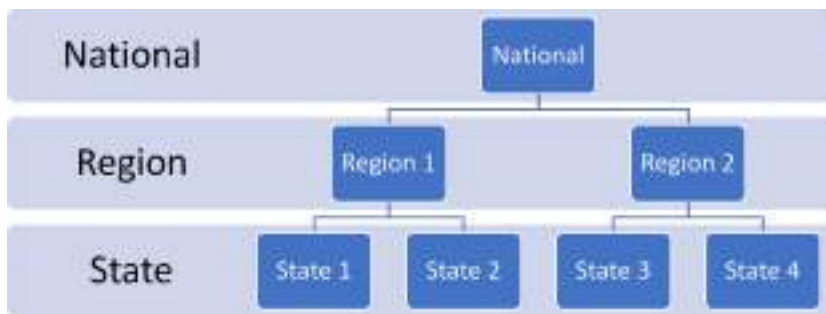 National
National
Region
Region 1
Region 2
State
State 1
State 2
State 3
State 4